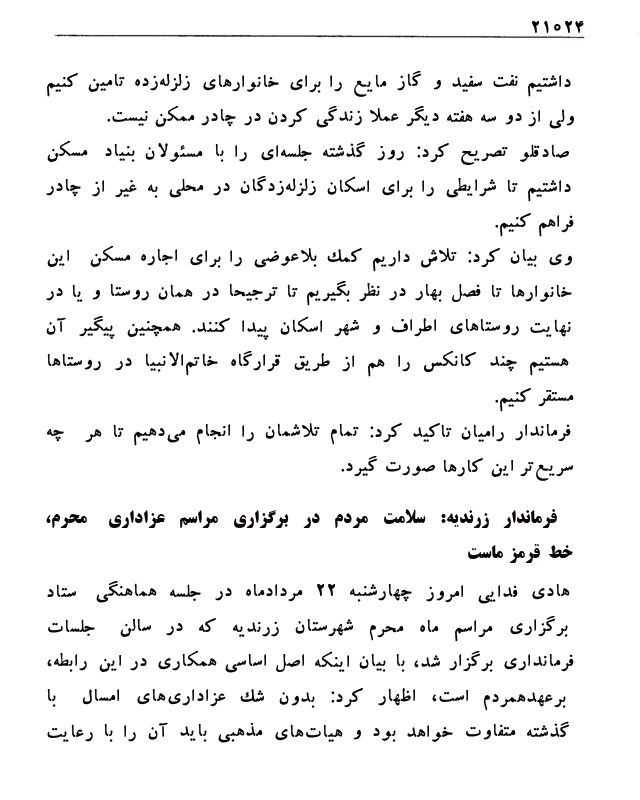 ۲۱۰۲۴
داشتیم نفت سفید و گاز مایع را برای خانوارهای زلزله‌زده تامین کنیم
ولی از دو سه هفته دیگر عملا زندگی کردن در چادر ممکن نیست.
صادقلو تصریح کرد: روز گذشته جلسه‌ای را با مسئولان بنیاد مسکن
داشتیم تا شرایطی را برای اسکان زلزله‌زدگان در محلی به غیر از چادر
فراهم کنیم.
وی بیان کرد: تلاش داریم کمك بلاعوضی را برای اجاره مسکن این
خانوارها تا فصل بهار در نظر بگیریم تا ترجیحا در همان روستا و یا در
نهایت روستاهای اطراف و شهر اسکان پیدا کنند. همچنین پیگیر آن
هستیم چند کانکس را هم از طریق قرارگاه خاتم‌الانبیا در روستاها
مستقر کنیم.
فرماندار رامیان تاکید کرد: تمام تلاشمان را انجام می‌دهیم تا هر چه
سریع‌تر این کارها صورت گیرد.
فرماندار زرندیه: سلامت مردم در برگزاری مراسم عزاداری محرم،
خط قرمز ماست
هادی فدایی امروز چهارشنبه ۲۲ مردادماه در جلسه هماهنگی ستاد
برگزاری مراسم ماه محرم شهرستان زرندیه که در سالن جلسات
فرمانداری برگزار شد، با بیان اینکه اصل اساسی همکاری در این رابطه،
برعهدهمردم است، اظهار کرد: بدون شك عزاداری‌های امسال با
گذشته متفاوت خواهد بود و هیات‌های مذهبی باید آن را با رعایت